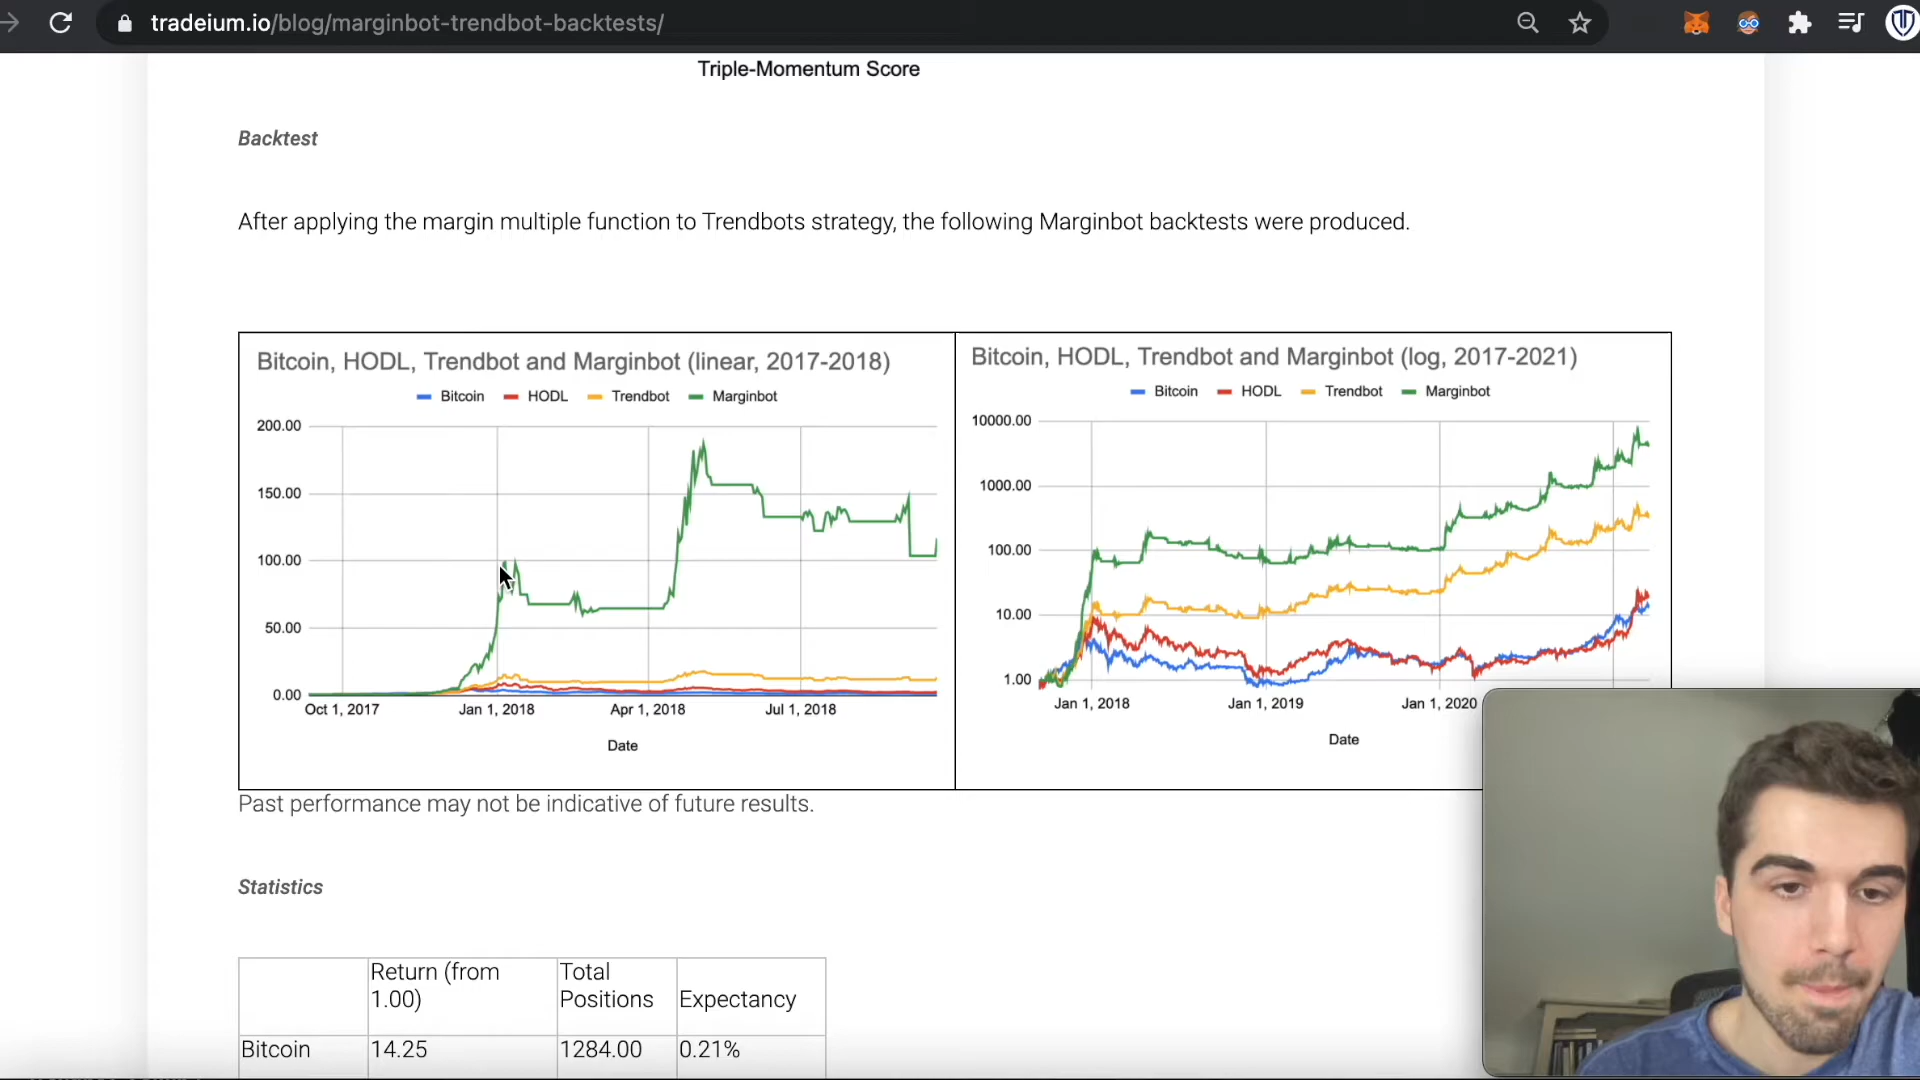 tradeium.io/blog/marginbot-trendbot-backtests/
Triple-Momentum Score
Backtest
After applying the margin multiple function to Trendbots strategy, the following Marginbot backtests were produced.
Bitcoin, HODL, Trendbot and Marginbot (linear, 2017-2018)
Bitcoin HODL Trendbot Marginbot
200.00
150.00
100.00
50.00
0.00
Oct 1, 2017 Jan 1, 2018 Apr 1, 2018 Jul 1, 2018
Date
Bitcoin, HODL, Trendbot and Marginbot (log, 2017-2021)
Bitcoin HODL Trendbot Marginbot
10000.00
1000.00
100.00
10.00
1.00
Jan 1, 2018 Jan 1, 2019 Jan 1, 2020
Date
Past performance may not be indicative of future results.
Statistics
Return (from
1.00)
Total
Positions
Expectancy
Bitcoin 14.25 1284.00 0.21%